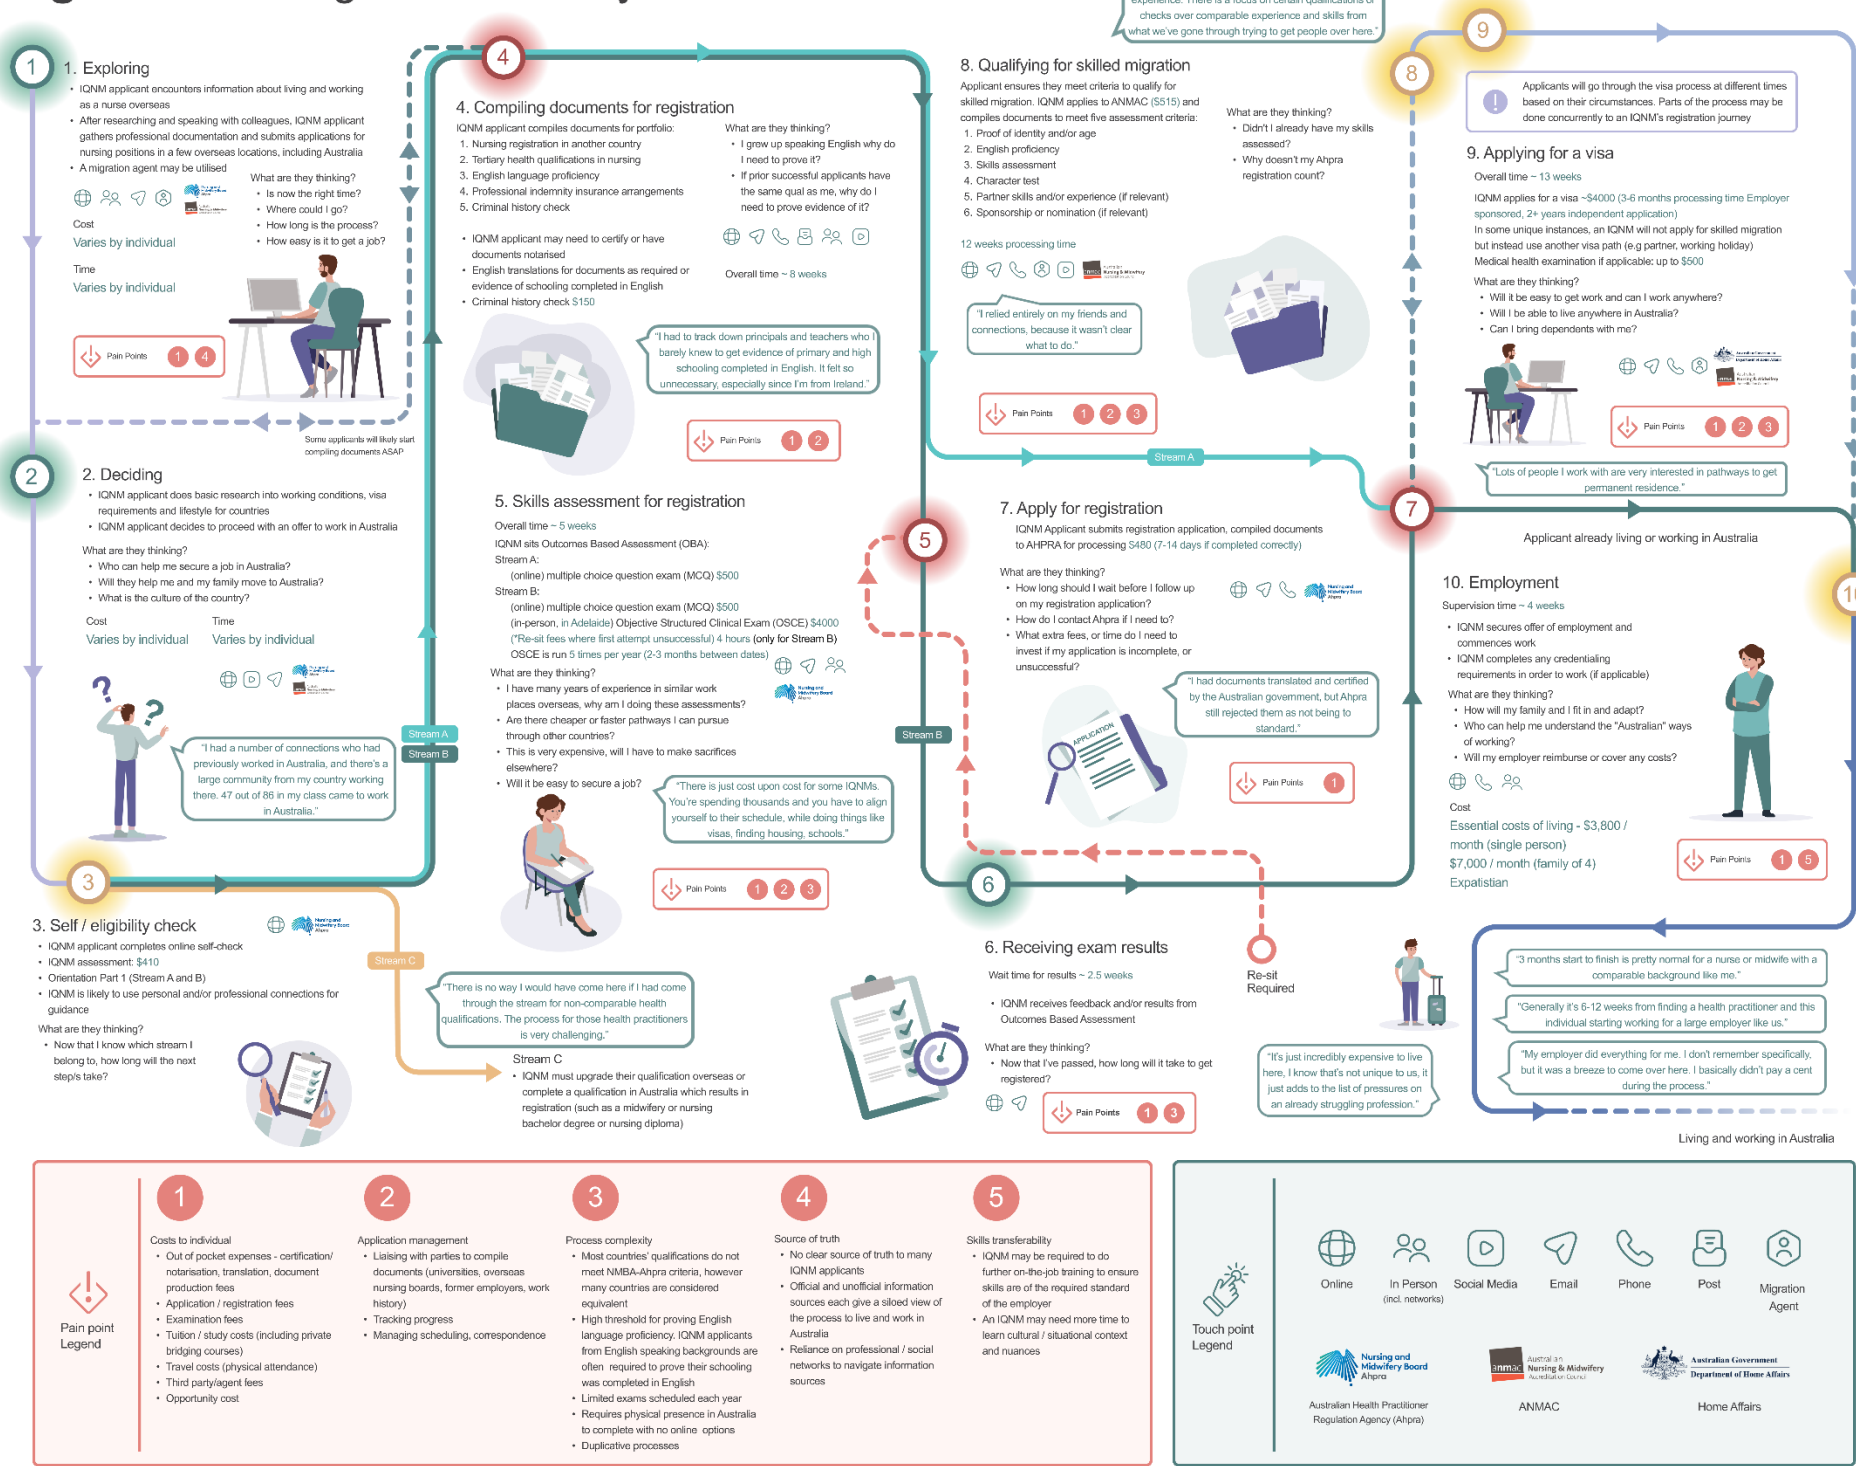 experience. There is a focus on certain qualifications or
checks over comparable experience and skills from
what we've gone through trying to get people over here."
1
1. Exploring
• IQNM applicant encounters information about living and working
as a nurse overseas
• After researching and speaking with colleagues, IQNM applicant
gathers professional documentation and submits applications for
nursing positions in a few overseas locations, including Australia
• A migration agent may be utilised
What are they thinking?
• Is now the right time?
• Where could I go?
• How long is the process?
• How easy is it to get a job?
Cost
Varies by individual
Time
Varies by individual
Pain Points 1 4
Some applicants will likely start
compiling documents ASAP
2
2. Deciding
• IQNM applicant does basic research into working conditions, visa
requirements and lifestyle for countries
• IQNM applicant decides to proceed with an offer to work in Australia
What are they thinking?
• Who can help me secure a job in Australia?
• Will they help me and my family move to Australia?
• What is the culture of the country?
Cost
Varies by individual
Time
Varies by individual
? ?
"I had a number of connections who had
previously worked in Australia, and there's a
large community from my country working
there. 47 out of 86 in my class came to work
in Australia."
Stream A
Stream B
3
3. Self / eligibility check
Nursing and
Midwifery Board
Ahpra
• IQNM applicant completes online self-check
• IQNM assessment: $410
• Orientation Part 1 (Stream A and B)
• IQNM is likely to use personal and/or professional connections for
guidance
What are they thinking?
• Now that I know which stream I
belong to, how long will the next
step/s take?
Stream C
"There is no way I would have come here if I had come
through the stream for non-comparable health
qualifications. The process for those health practitioners
is very challenging."
Stream C
• IQNM must upgrade their qualification overseas or
complete a qualification in Australia which results in
registration (such as a midwifery or nursing
bachelor degree or nursing diploma)
4
4. Compiling documents for registration
IQNM applicant compiles documents for portfolio:
1. Nursing registration in another country
2. Tertiary health qualifications in nursing
3. English language proficiency
4. Professional indemnity insurance arrangements
5. Criminal history check
• IQNM applicant may need to certify or have
documents notarised
• English translations for documents as required or
evidence of schooling completed in English
• Criminal history check $150
What are they thinking?
• I grew up speaking English why do
I need to prove it?
• If prior successful applicants have
the same qual as me, why do I
need to prove evidence of it?
Overall time ~ 8 weeks
"I had to track down principals and teachers who I
barely knew to get evidence of primary and high
schooling completed in English. It felt so
unnecessary, especially since I'm from Ireland."
Pain Points 1 2
5
5. Skills assessment for registration
Overall time ~ 5 weeks
IQNM sits Outcomes Based Assessment (OBA):
Stream A:
(online) multiple choice question exam (MCQ) $500
Stream B:
(online) multiple choice question exam (MCQ) $500
(in-person, in Adelaide) Objective Structured Clinical Exam (OSCE) $4000
(*Re-sit fees where first attempt unsuccessful) 4 hours (only for Stream B)
OSCE is run 5 times per year (2-3 months between dates)
What are they thinking?
• I have many years of experience in similar work
places overseas, why am I doing these assessments?
• Are there cheaper or faster pathways I can pursue
through other countries?
• This is very expensive, will I have to make sacrifices
elsewhere?
• Will it be easy to secure a job?
Nursing and
Midwifery Board
Ahpra
"There is just cost upon cost for some IQNMs.
You're spending thousands and you have to align
yourself to their schedule, while doing things like
visas, finding housing, schools."
Pain Points 1 2 3
Stream B
6
6. Receiving exam results
Wait time for results ~ 2.5 weeks
• IQNM receives feedback and/or results from
Outcomes Based Assessment
What are they thinking?
• Now that I've passed, how long will it take to get
registered?
Pain Points 1 3
Re-sit
Required
Stream A
7
7. Apply for registration
IQNM Applicant submits registration application, compiled documents
to AHPRA for processing $480 (7-14 days if completed correctly)
What are they thinking?
• How long should I wait before I follow up
on my registration application?
• How do I contact Ahpra if I need to?
• What extra fees, or time do I need to
invest if my application is incomplete, or
unsuccessful?
Nursing and
Midwifery Board
Ahpra
APPLICATION
"I had documents translated and certified
by the Australian government, but Ahpra
still rejected them as not being to
standard."
Pain Points 1
8
8. Qualifying for skilled migration
Applicant ensures they meet criteria to qualify for
skilled migration. IQNM applies to ANMAC ($515) and
compiles documents to meet five assessment criteria:
1. Proof of identity and/or age
2. English proficiency
3. Skills assessment
4. Character test
5. Partner skills and/or experience (if relevant)
6. Sponsorship or nomination (if relevant)
12 weeks processing time
What are they thinking?
• Didn't I already have my skills
assessed?
• Why doesn't my Ahpra
registration count?
"I relied entirely on my friends and
connections, because it wasn't clear
what to do."
Pain Points 1 2 3
9
!
Applicants will go through the visa process at different times
based on their circumstances. Parts of the process may be
done concurrently to an IQNM's registration journey
9. Applying for a visa
Overall time ~ 13 weeks
IQNM applies for a visa ~$4000 (3-6 months processing time Employer
sponsored, 2+ years independent application)
In some unique instances, an IQNM will not apply for skilled migration
but instead use another visa path (e.g partner, working holiday)
Medical health examination if applicable: up to $500
What are they thinking?
• Will it be easy to get work and can I work anywhere?
• Will I be able to live anywhere in Australia?
• Can I bring dependents with me?
Pain Points 1 2 3
"Lots of people I work with are very interested in pathways to get
permanent residence."
Applicant already living or working in Australia
10. Employment
Supervision time ~ 4 weeks
• IQNM secures offer of employment and
commences work
• IQNM completes any credentialing
requirements in order to work (if applicable)
What are they thinking?
• How will my family and I fit in and adapt?
• Who can help me understand the "Australian" ways
of working?
• Will my employer reimburse or cover any costs?
Cost
Essential costs of living - $3,800 /
month (single person)
$7,000 / month (family of 4)
Expatistian
Pain Points 1 5
"3 months start to finish is pretty normal for a nurse or midwife with a
comparable background like me."
"Generally it's 6-12 weeks from finding a health practitioner and this
individual starting working for a large employer like us."
"My employer did everything for me. I don't remember specifically,
but it was a breeze to come over here. I basically didn't pay a cent
during the process."
"It's just incredibly expensive to live
here, I know that's not unique to us, it
just adds to the list of pressures on
an already struggling profession."
Living and working in Australia
Pain point
Legend
1
Costs to individual
• Out of pocket expenses - certification/
notarisation, translation, document
production fees
• Application / registration fees
• Examination fees
• Tuition / study costs (including private
bridging courses)
• Travel costs (physical attendance)
• Third party/agent fees
• Opportunity cost
2
Application management
• Liaising with parties to compile
documents (universities, overseas
nursing boards, former employers, work
history)
• Tracking progress
• Managing scheduling, correspondence
3
Process complexity
• Most countries' qualifications do not
meet NMBA-Ahpra criteria, however
many countries are considered
equivalent
• High threshold for proving English
language proficiency. IQNM applicants
from English speaking backgrounds are
often required to prove their schooling
was completed in English
• Limited exams scheduled each year
• Requires physical presence in Australia
to complete with no online options
• Duplicative processes
4
Source of truth
• No clear source of truth to many
IQNM applicants
• Official and unofficial information
sources each give a siloed view of
the process to live and work in
Australia
• Reliance on professional / social
networks to navigate information
sources
5
Skills transferability
• IQNM may be required to do
further on-the-job training to ensure
skills are of the required standard
of the employer
• An IQNM may need more time to
learn cultural / situational context
and nuances
Touch point
Legend
Online
In Person
(incl. networks)
Social Media
Email
Phone
Post
Migration
Agent
Nursing and
Midwifery Board
Ahpra
Australian Health Practitioner
Regulation Agency (Ahpra)
anmac
Australian
Nursing & Midwifery
Accreditation Council
ANMAC
Australian Government
Department of Home Affairs
Home Affairs